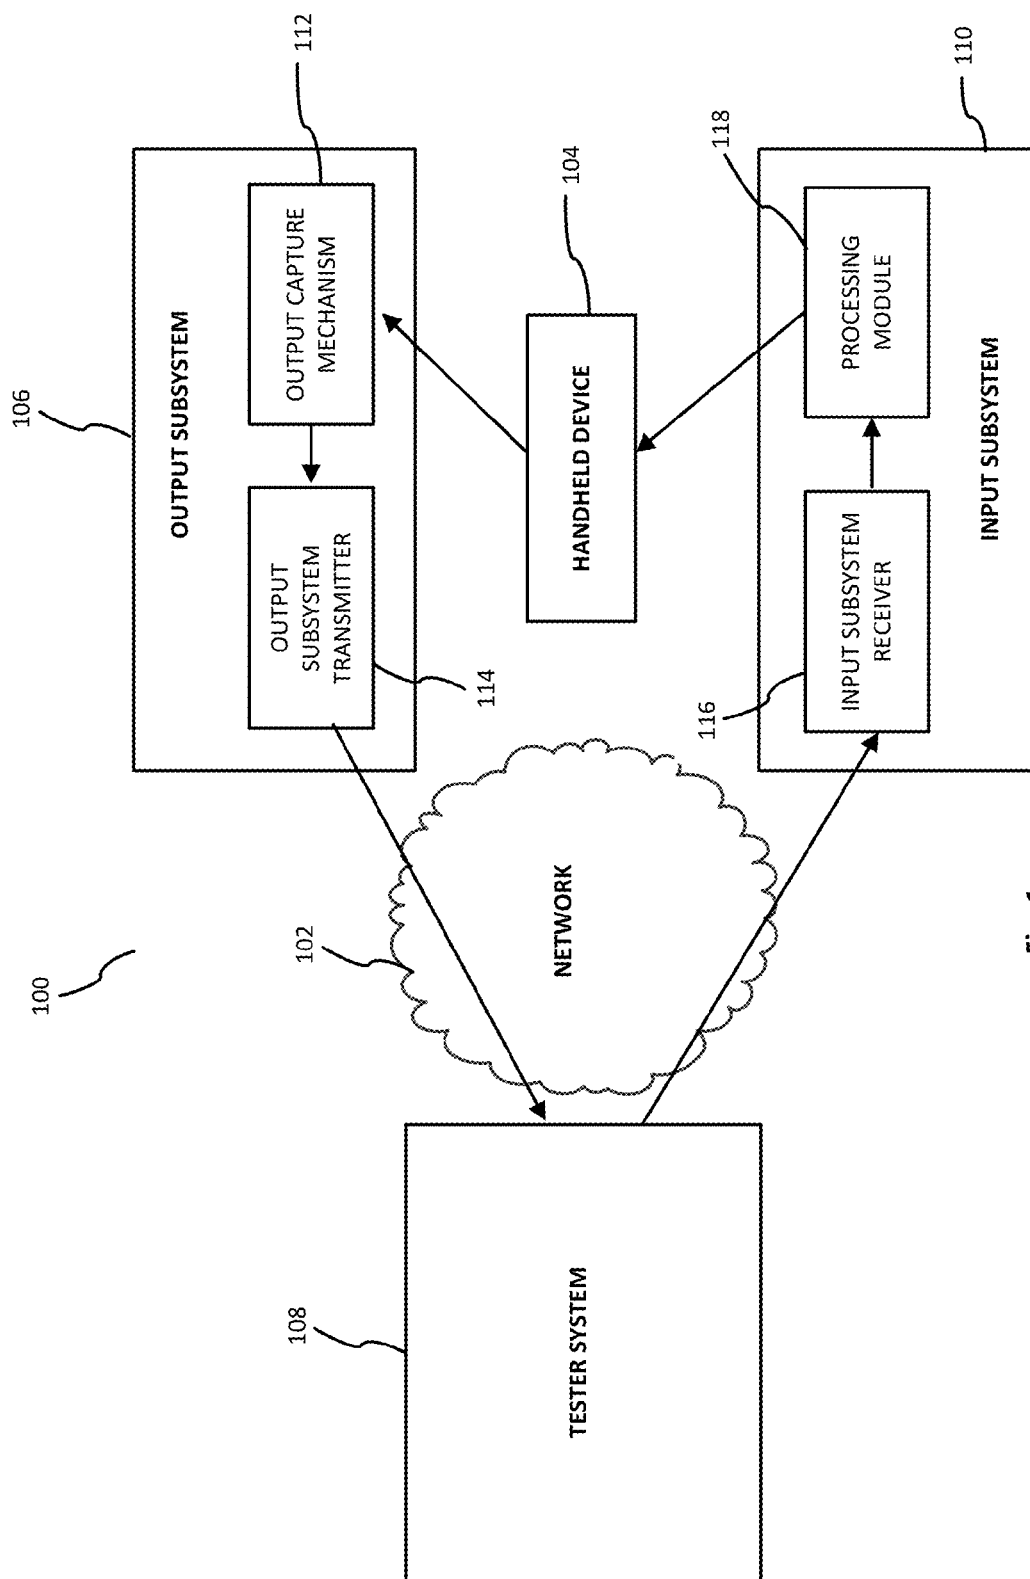 100
106
OUTPUT SUBSYSTEM
112
OUTPUT CAPTURE
MECHANISM
OUTPUT
SUBSYSTEM
TRANSMITTER
114
102
NETWORK
104
HANDHELD DEVICE
108
TESTER SYSTEM
110
118
PROCESSING
MODULE
116
INPUT SUBSYSTEM
RECEIVER
INPUT SUBSYSTEM